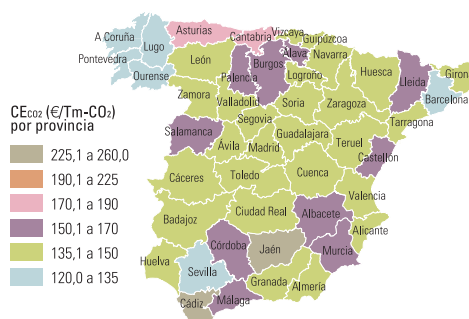 A Coruña
Lugo
Pontevedra
Ourense
Asturias
Cantabria
Vizcaya
Guipúzcoa
Álava
Navarra
León
Palencia
Burgos
Logroño
Huesca
Lleida
Giron
Barcelona
Zamora
Valladolid
Soria
Zaragoza
Tarragona
Segovia
Salamanca
Ávila
Madrid
Guadalajara
Teruel
Castellón
Cáceres
Toledo
Cuenca
Valencia
Badajoz
Ciudad Real
Albacete
Alicante
Murcia
Huelva
Sevilla
Córdoba
Jaén
Granada
Almería
Cádiz
Málaga
CECO2 (€/Tm-CO2)
por provincia
225,1 a 260,0
190,1 a 225
170,1 a 190
150,1 a 170
135,1 a 150
120,0 a 135